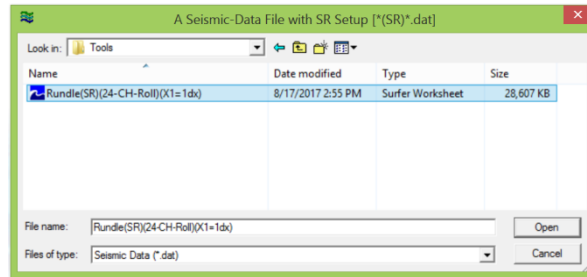 A Seismic-Data File with SR Setup [*(SR)*.dat]
Look in: Tools
Name Date modified Type Size
Rundle(SR)(24-CH-Roll)(X1=1dx) 8/17/2017 2:55 PM Surfer Worksheet 28,607 KB
File name: Rundle(SR)(24-CH-Roll)(X1=1dx) Open
Files of type: Seismic Data (*.dat) Cancel